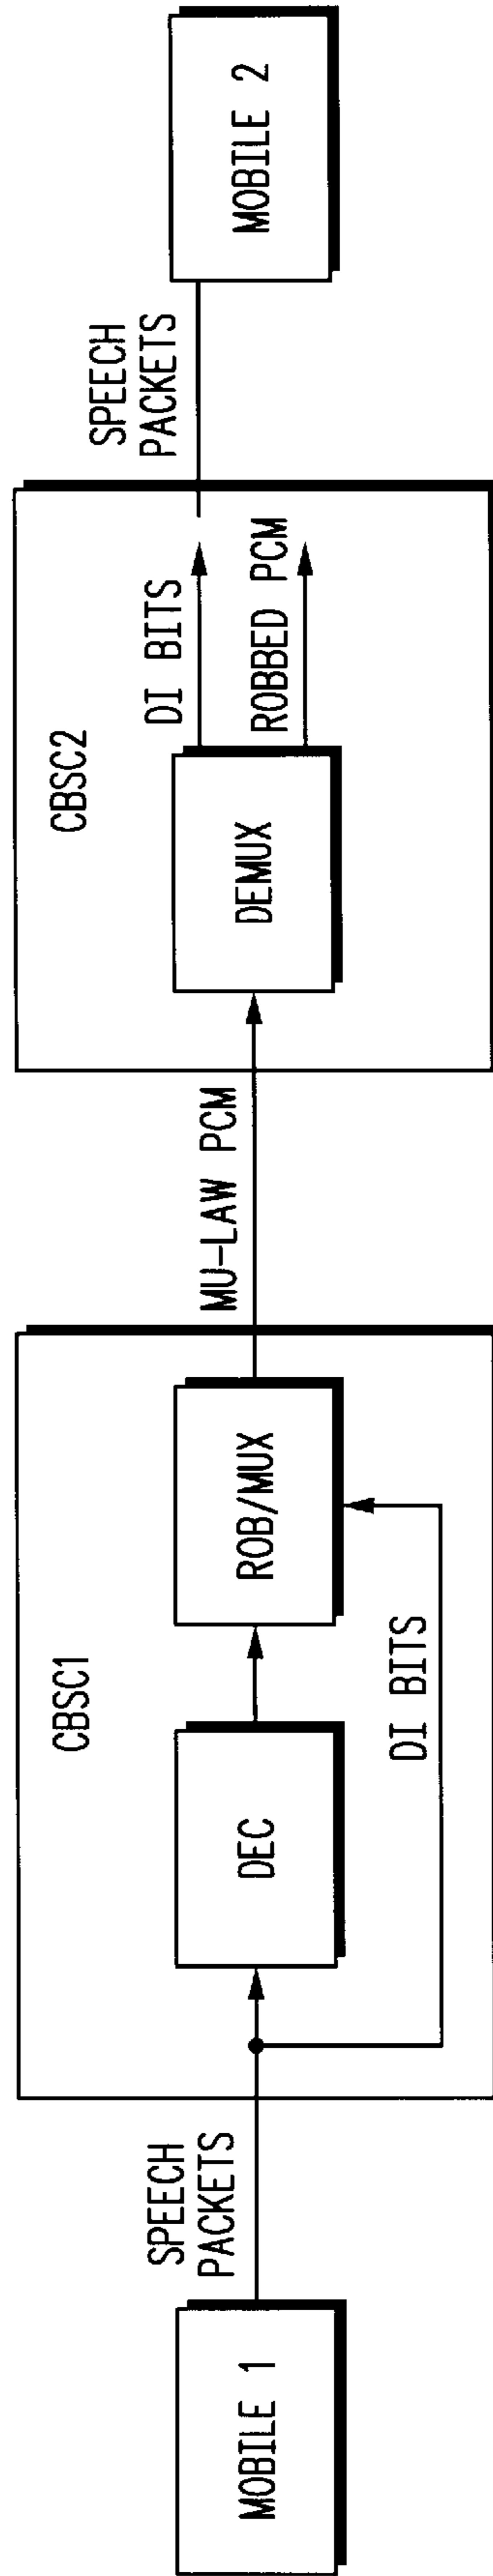 MOBILE 1
SPEECH
PACKETS
CBSC1
DEC
ROB/MUX
DI BITS
MU-LAW PCM
CBSC2
DEMUX
DI BITS
ROBBED PCM
SPEECH
PACKETS
MOBILE 2